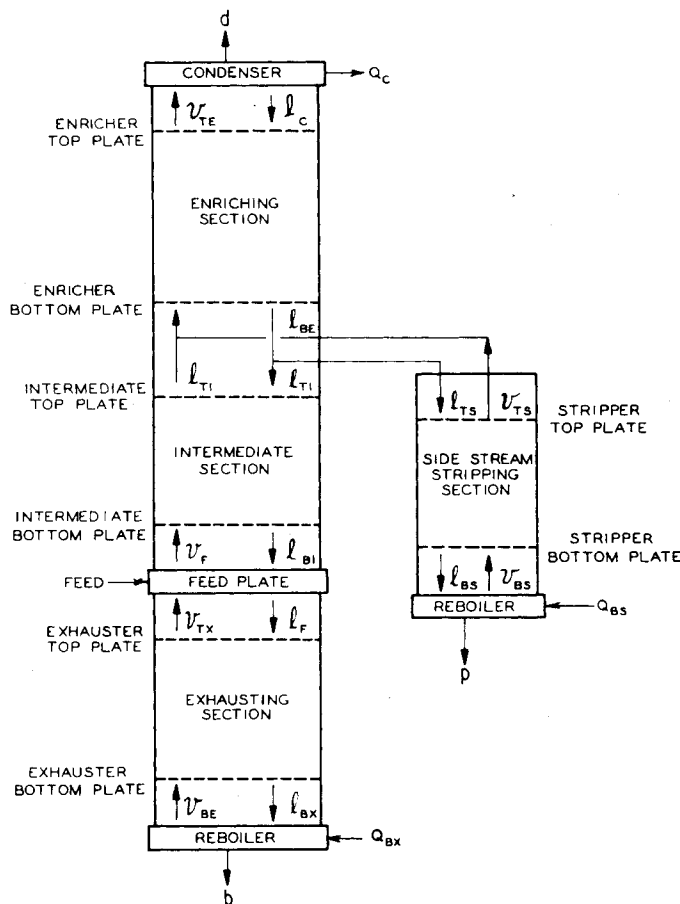 d
CONDENSER
Q_C
v_TE
l_C
ENRICHER
TOP PLATE
ENRICHING
SECTION
ENRICHER
BOTTOM PLATE
l_BE
l_TI
l_TI
INTERMEDIATE
TOP PLATE
l_TS
v_TS
STRIPPER
TOP PLATE
INTERMEDIATE
SECTION
SIDE STREAM
STRIPPING
SECTION
INTERMEDIATE
BOTTOM PLATE
v_F
l_BI
STRIPPER
BOTTOM PLATE
FEED
FEED PLATE
l_BS
v_BS
REBOILER
Q_BS
v_TX
l_F
EXHAUSTER
TOP PLATE
p
EXHAUSTING
SECTION
EXHAUSTER
BOTTOM PLATE
v_BE
l_BX
REBOILER
Q_BX
b